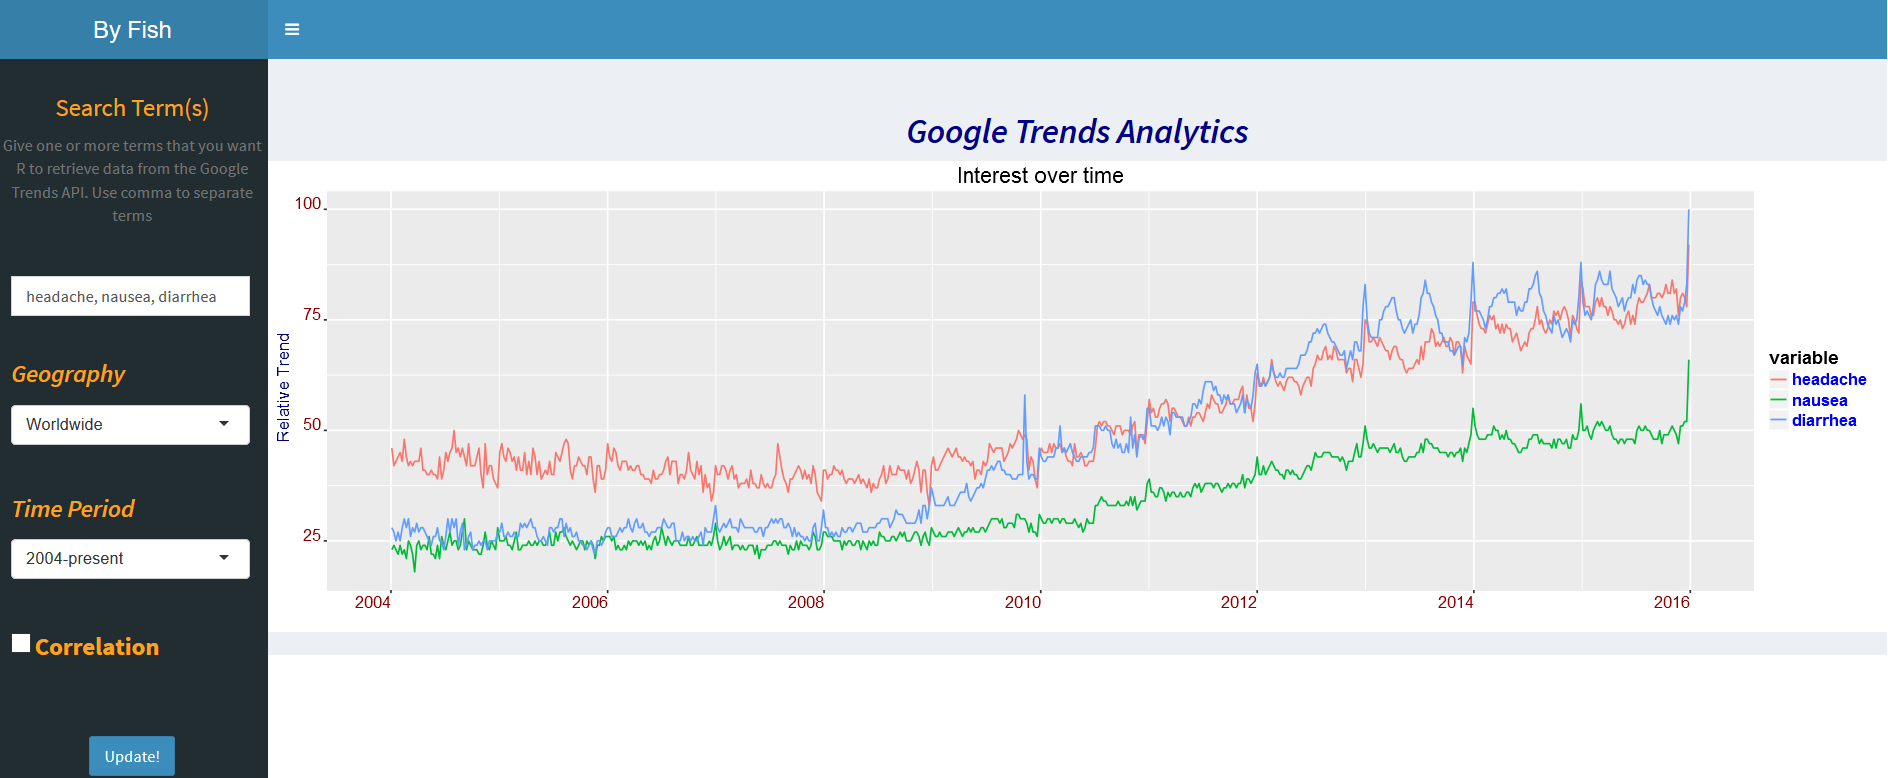 By Fish
Search Term(s)
Give one or more terms that you want
R to retrieve data from the Google
Trends API. Use comma to separate
terms
headache, nausea, diarrhea
Geography
Worldwide
Time Period
2004-present
Correlation
Update!
Google Trends Analytics
Interest over time
Relative Trend
100
75
50
25
2004
2006
2008
2010
2012
2014
2016
variable
headache
nausea
diarrhea